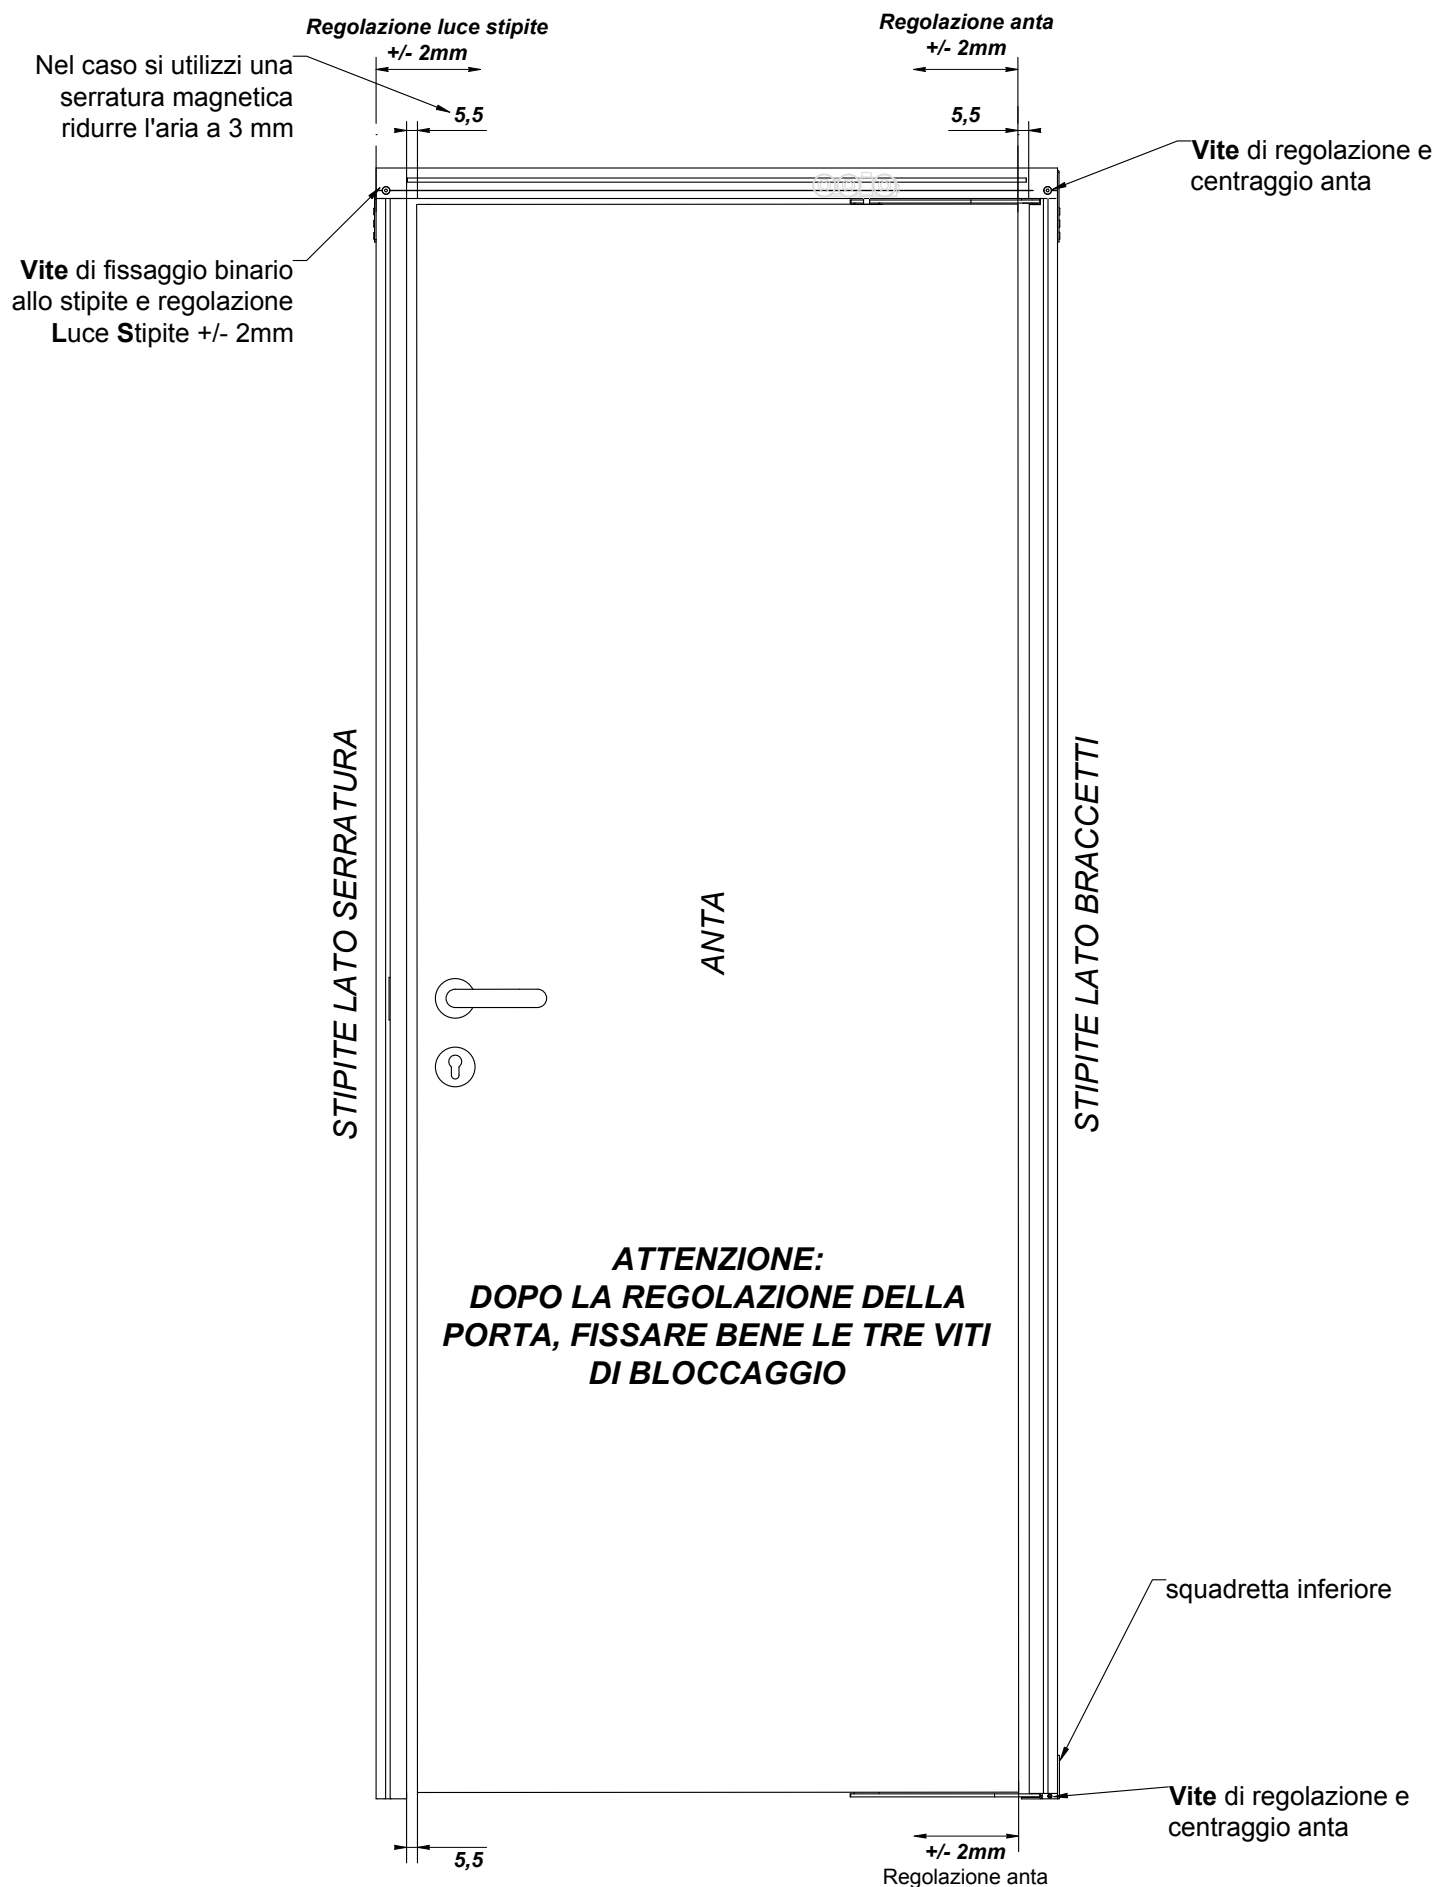 Regolazione luce stipite
+/- 2mm
Regolazione anta
+/- 2mm
Nel caso si utilizzi una
serratura magnetica
ridurre l'aria a 3 mm
5,5
5,5
Vite di regolazione e
centraggio anta
Vite di fissaggio binario
allo stipite e regolazione
Luce Stipite +/- 2mm
STIPITE LATO SERRATURA
ANTA
STIPITE LATO BRACCETTI
ATTENZIONE:
DOPO LA REGOLAZIONE DELLA
PORTA, FISSARE BENE LE TRE VITI
DI BLOCCAGGIO
squadretta inferiore
Vite di regolazione e
centraggio anta
5,5
+/- 2mm
Regolazione anta